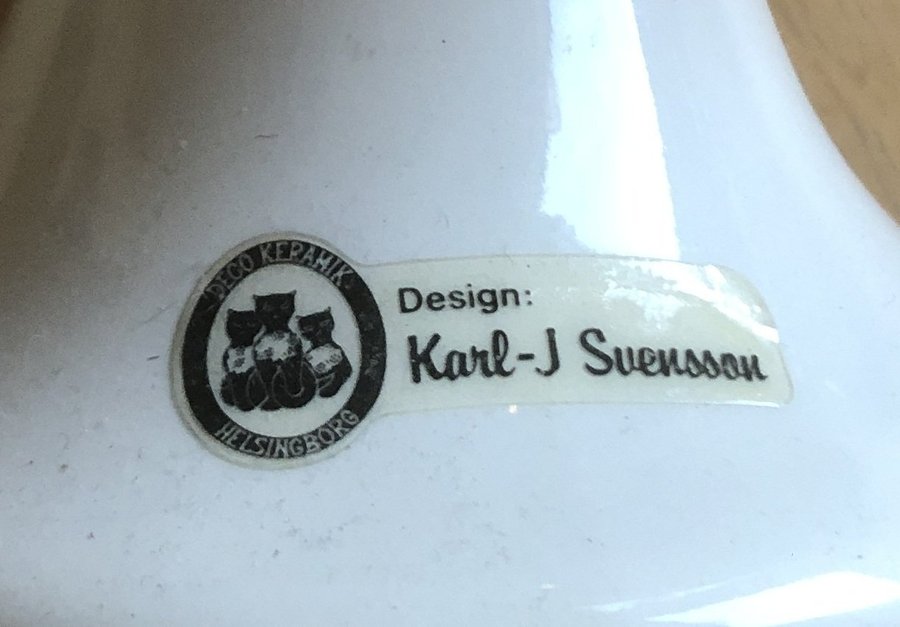 DECO KERAMIK
HELSINGBORG
Design:
Karl-J Svensson